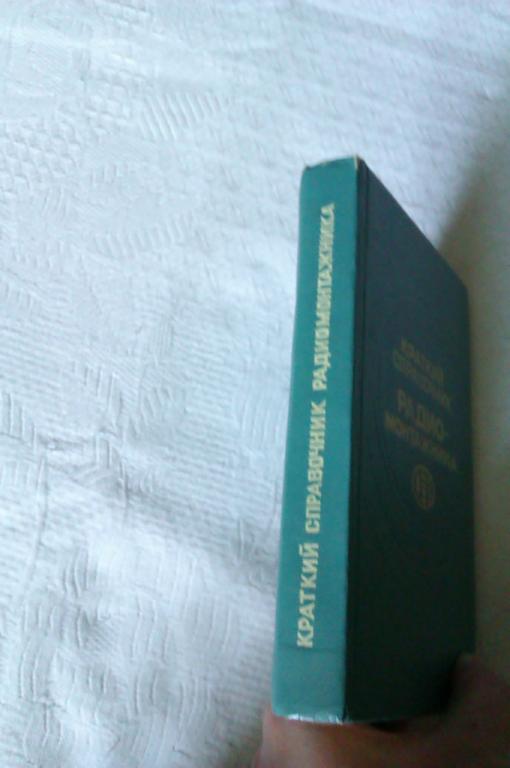 КРАТКИЙ СПРАВОЧНИК РАДИОМОНТАЖНИКА
КРАТКИЙ
СПРАВОЧНИК
РАДИО-
МОНТАЖНИКА